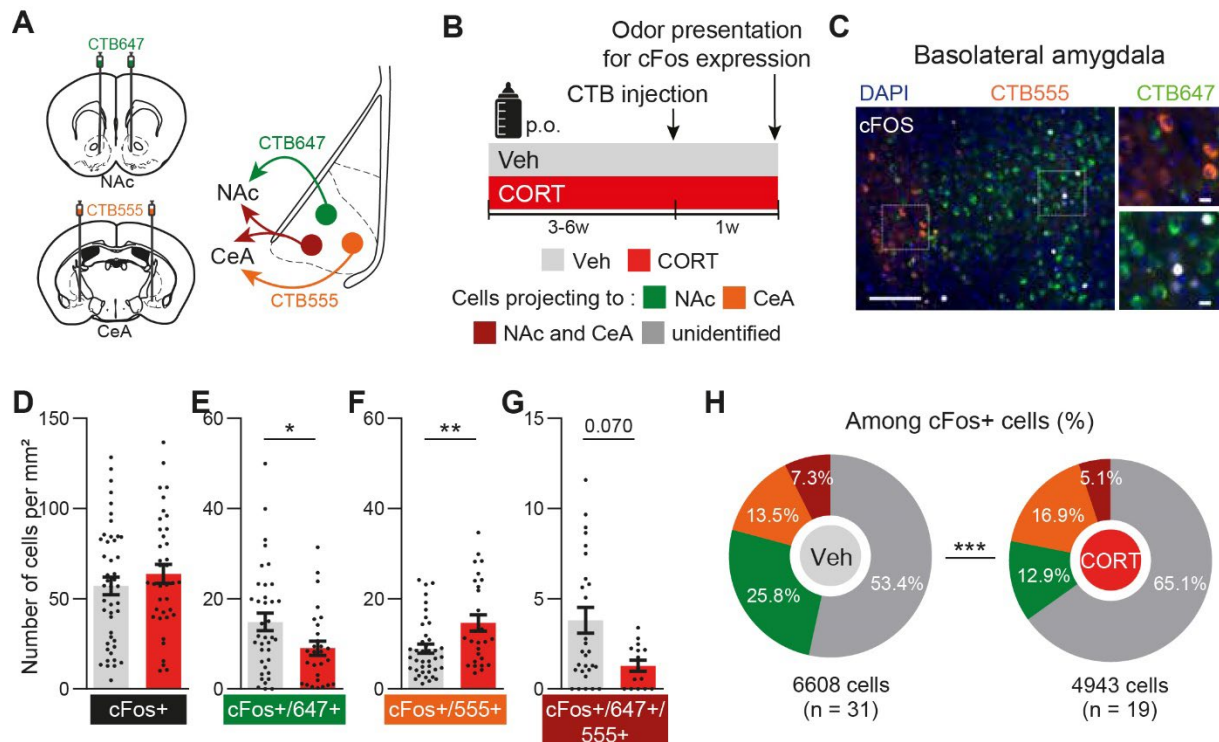 A
CTB647
NAc
CTB555
CeA
CTB647
NAc
CeA
CTB555
B
Odor presentation
for cFos expression
CTB injection
p.o.
Veh
CORT
3-6w
1w
Veh
CORT
Cells projecting to :
NAc
CeA
NAc and CeA
unidentified
C
Basolateral amygdala
DAPI
CTB555
CTB647
cFOS
D
Number of cells per mm²
150
100
50
0
cFos+
E
60
40
20
0
*
cFos+/647+
F
60
40
20
0
**
cFos+/555+
G
15
10
5
0
0.070
cFos+/647+/
555+
H
Among cFos+ cells (%)
7.3%
13.5%
25.8%
53.4%
Veh
***
5.1%
16.9%
12.9%
65.1%
CORT
6608 cells
(n = 31)
4943 cells
(n = 19)